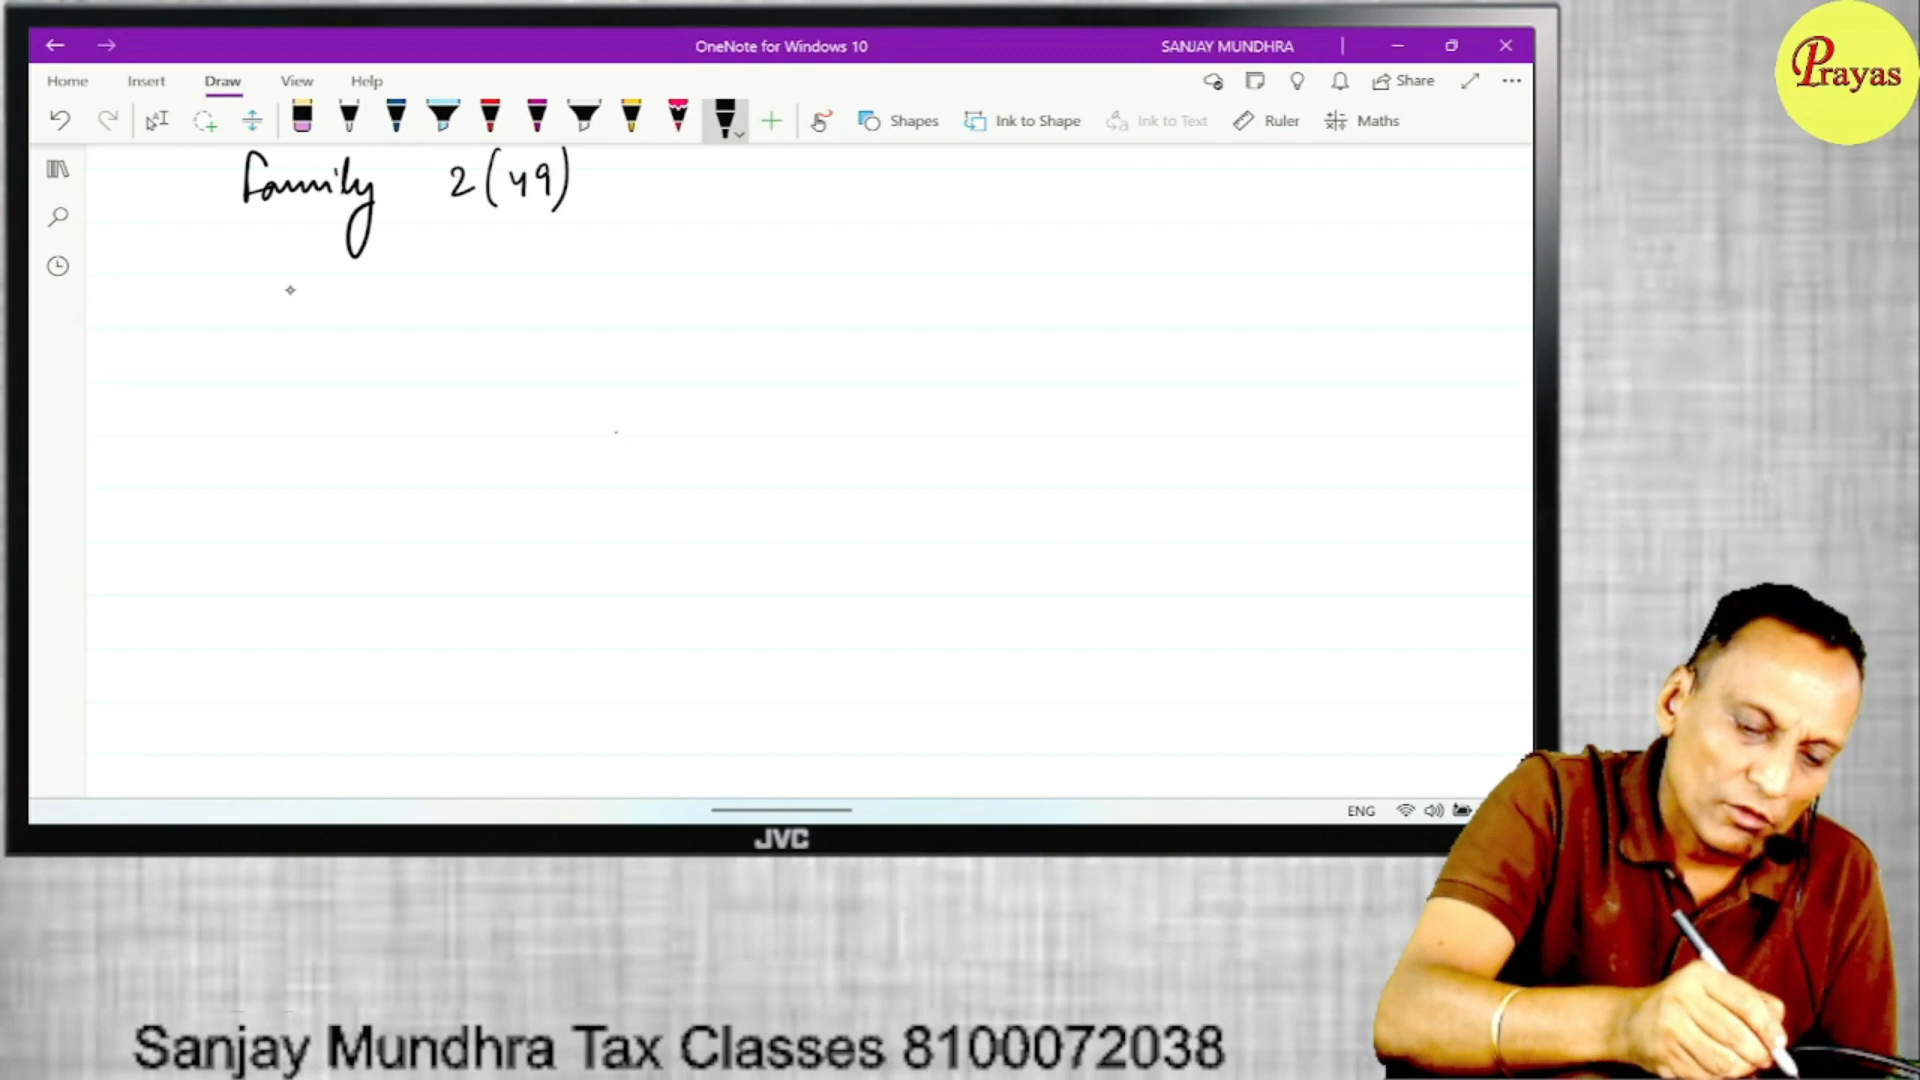 OneNote for Windows 10
SANJAY MUNDHRA
Prayas
Home Insert Draw View Help
Share
Shapes Ink to Shape Ink to Text Ruler Maths
Family 2(49)
ENG
JVC
Sanjay Mundhra Tax Classes 8100072038